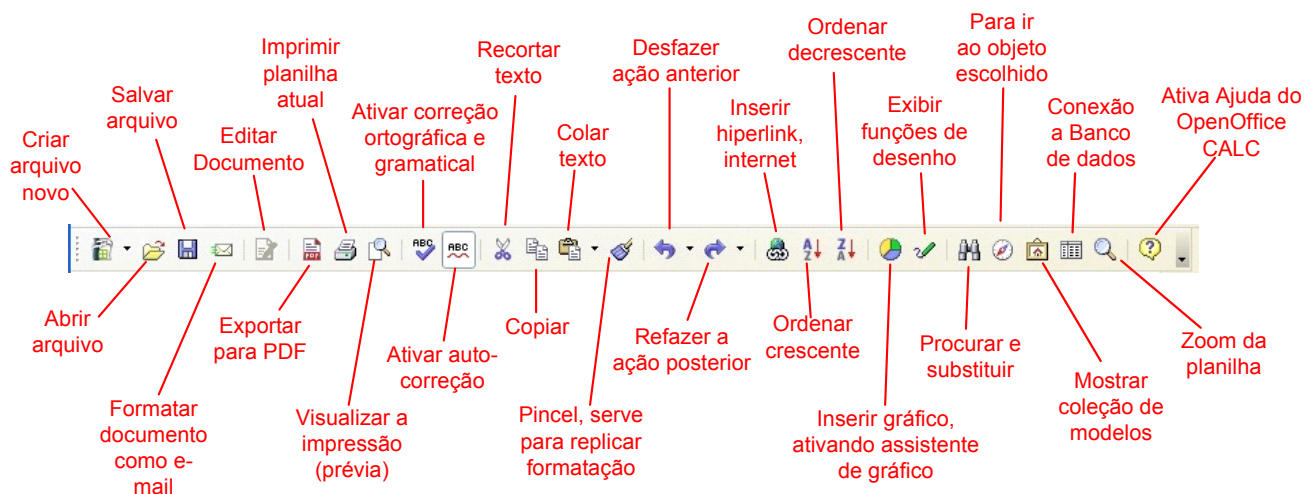 Criar
arquivo
novo
Salvar
arquivo
Editar
Documento
Imprimir
planilha
atual
Ativar correção
ortográfica e
gramatical
Recortar
texto
Colar
texto
Desfazer
ação anterior
Inserir
hiperlink,
internet
Ordenar
decrescente
Exibir
funções de
desenho
Para ir
ao objeto
escolhido
Conexão
a Banco
de dados
Ativa Ajuda do
OpenOffice
CALC
PDF
ABC
ABC
A
Z
Z
A
?
Abrir
arquivo
Formatar
documento
como e-
mail
Exportar
para PDF
Visualizar a
impressão
(prévia)
Ativar auto-
correção
Copiar
Pincel, serve
para replicar
formatação
Refazer a
ação posterior
Ordenar
crescente
Inserir gráfico,
ativando assistente
de gráfico
Procurar e
substituir
Mostrar
coleção de
modelos
Zoom da
planilha